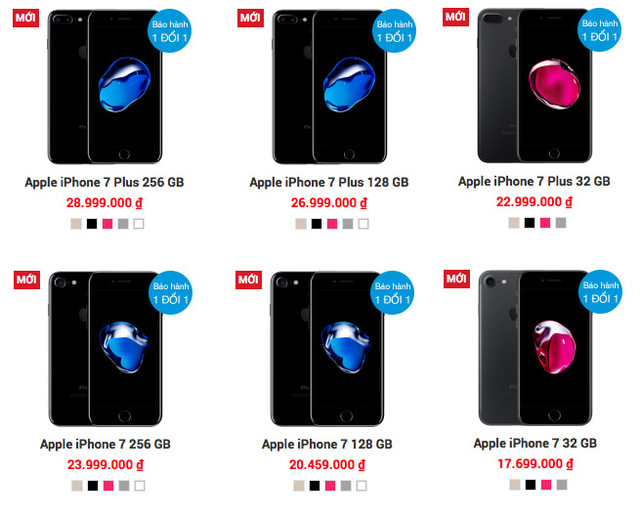 MỚI
Bảo hành
1 ĐỔI 1
MỚI
Bảo hành
1 ĐỔI 1
MỚI
Bảo hành
1 ĐỔI 1
Apple iPhone 7 Plus 256 GB
28.999.000 ₫
Apple iPhone 7 Plus 128 GB
26.999.000 ₫
Apple iPhone 7 Plus 32 GB
22.999.000 ₫
MỚI
Bảo hành
1 ĐỔI 1
MỚI
Bảo hành
1 ĐỔI 1
MỚI
Bảo hành
1 ĐỔI 1
Apple iPhone 7 256 GB
23.999.000 ₫
Apple iPhone 7 128 GB
20.459.000 ₫
Apple iPhone 7 32 GB
17.699.000 ₫